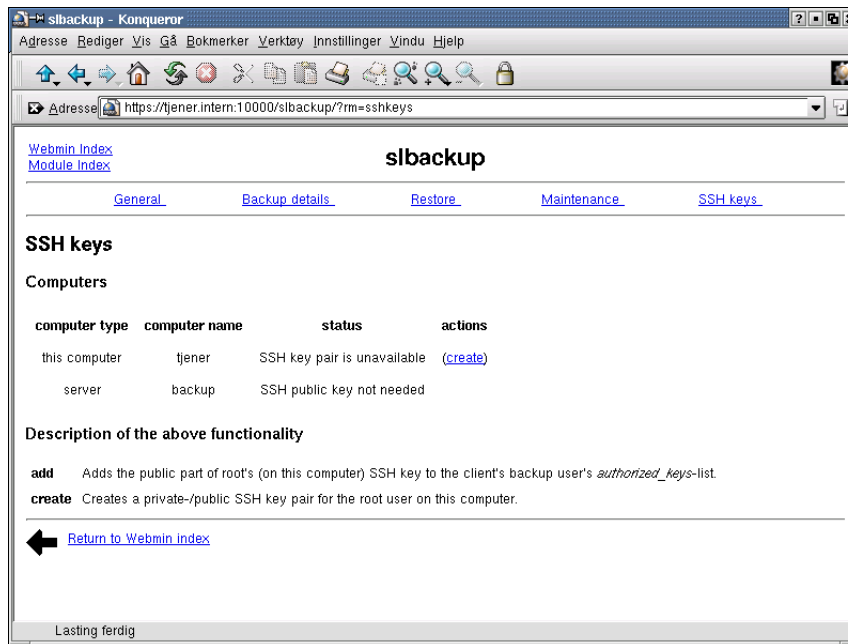 slbackup - Konqueror
Adresse Rediger Vis Gå Bokmerker Verktøy Innstillinger Vindu Hjelp
Adresse https://tjener.intern:10000/slbackup/?rm=sshkeys
Webmin Index
Module Index
slbackup
General Backup details Restore Maintenance SSH keys
SSH keys
Computers
computer type computer name status actions
this computer tjener SSH key pair is unavailable (create)
server backup SSH public key not needed
Description of the above functionality
add Adds the public part of root's (on this computer) SSH key to the client's backup user's authorized_keys-list.
create Creates a private-/public SSH key pair for the root user on this computer.
Return to Webmin index
Lasting ferdig